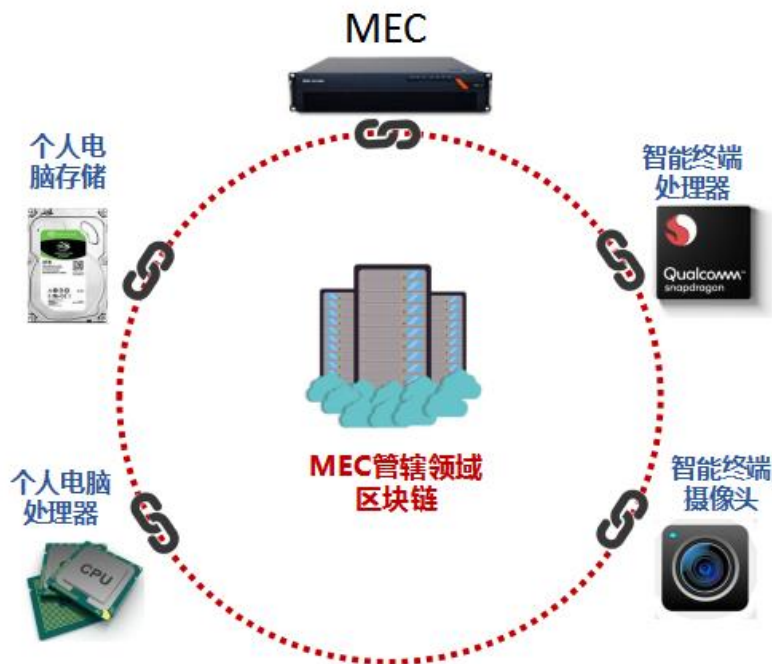 MEC
个人电
脑存储
智能终端
处理器
Qualcomm
snapdragon
MEC管辖领域
区块链
个人电脑
处理器
CPU
智能终端
摄像头